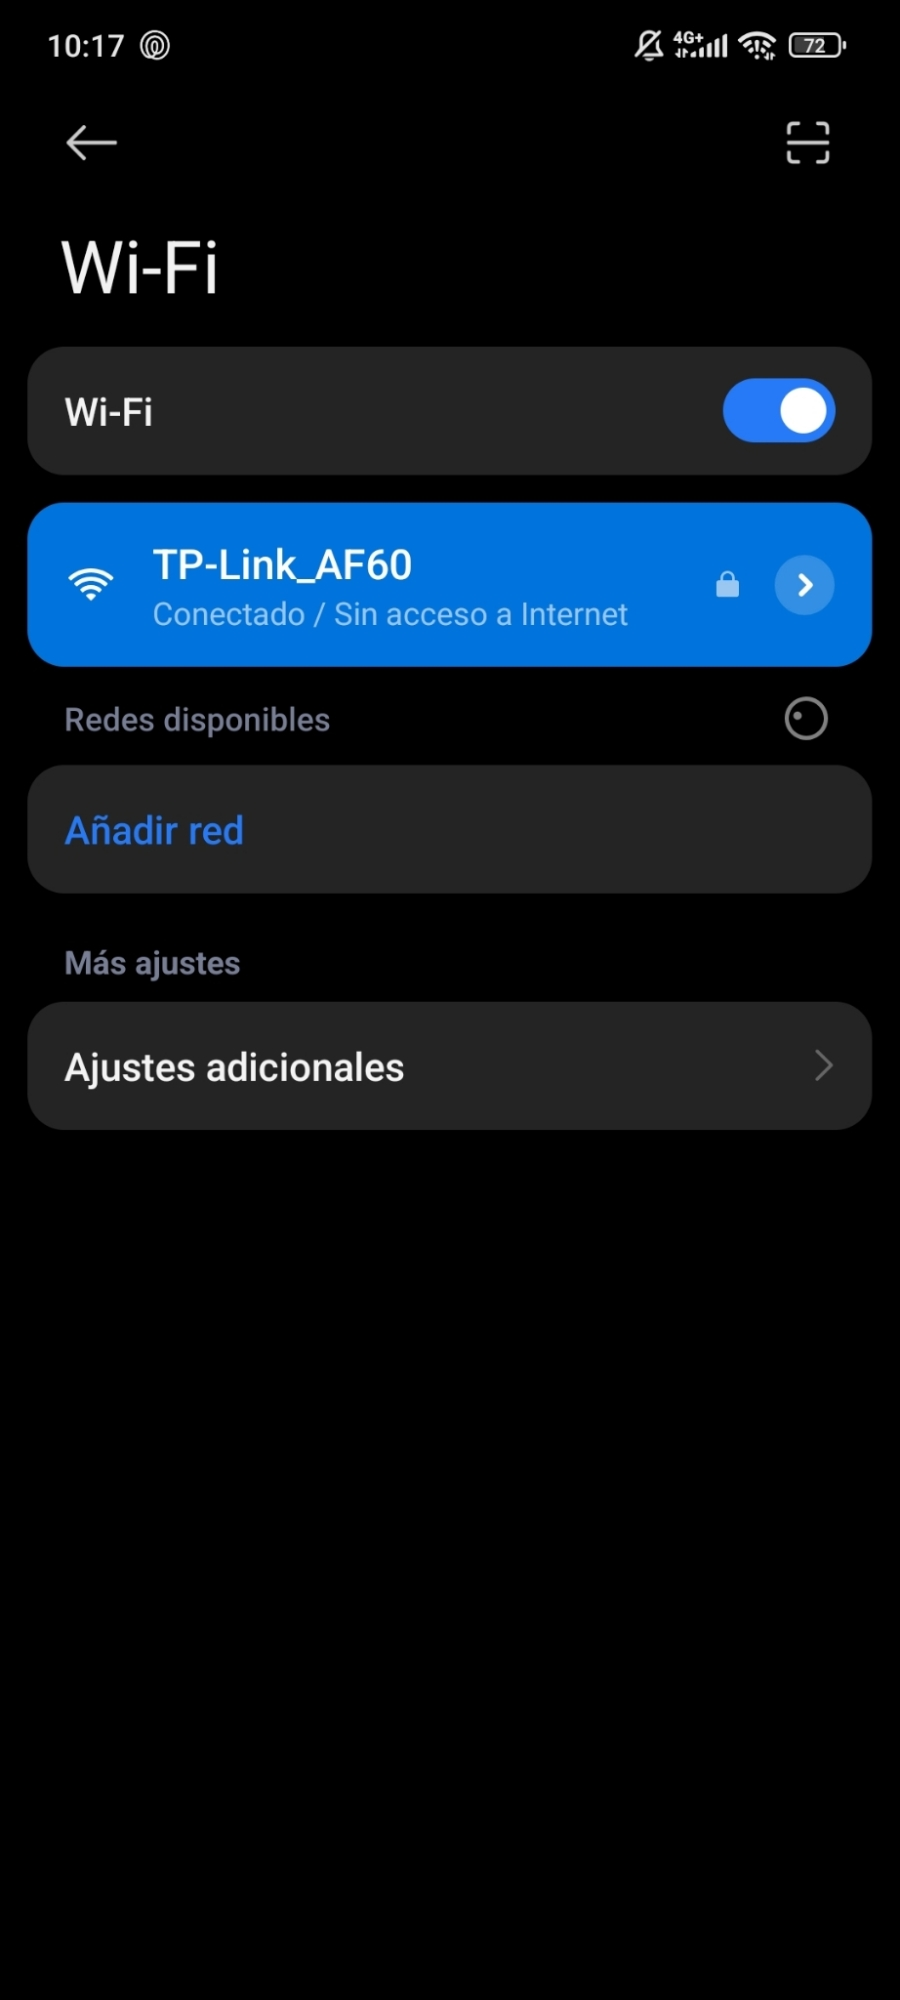 10:17
4G+
72
Wi-Fi
Wi-Fi
TP-Link_AF60
Conectado / Sin acceso a Internet
Redes disponibles
Añadir red
Más ajustes
Ajustes adicionales